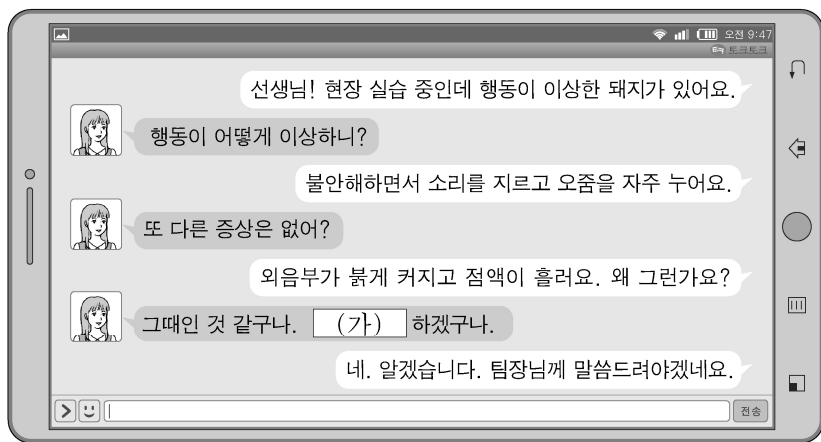 오전 9:47
토크토크
선생님! 현장 실습 중인데 행동이 이상한 돼지가 있어요.
행동이 어떻게 이상하니?
불안해하면서 소리를 지르고 오줌을 자주 누어요.
또 다른 증상은 없어?
외음부가 붉게 커지고 점액이 흘러요. 왜 그런가요?
그때인 것 같구나. (가) 하겠구나.
네. 알겠습니다. 팀장님께 말씀드려야겠네요.
전송